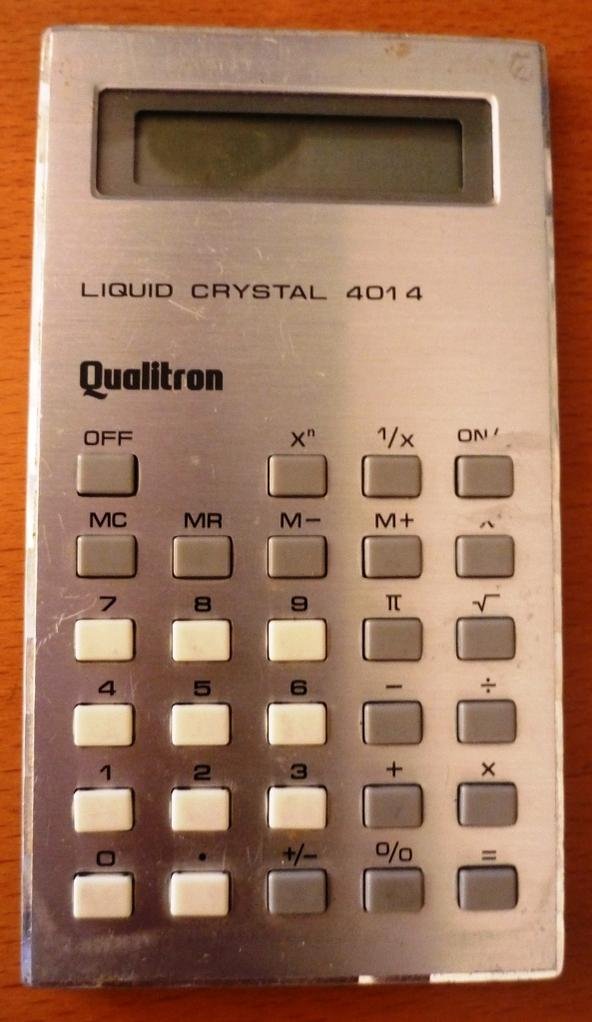 LIQUID CRYSTAL 4014
Qualitron
OFF xⁿ 1/x ON/
MC MR M− M+
7 8 9 π √
4 5 6 − ÷
1 2 3 + ×
0 . +/− % =